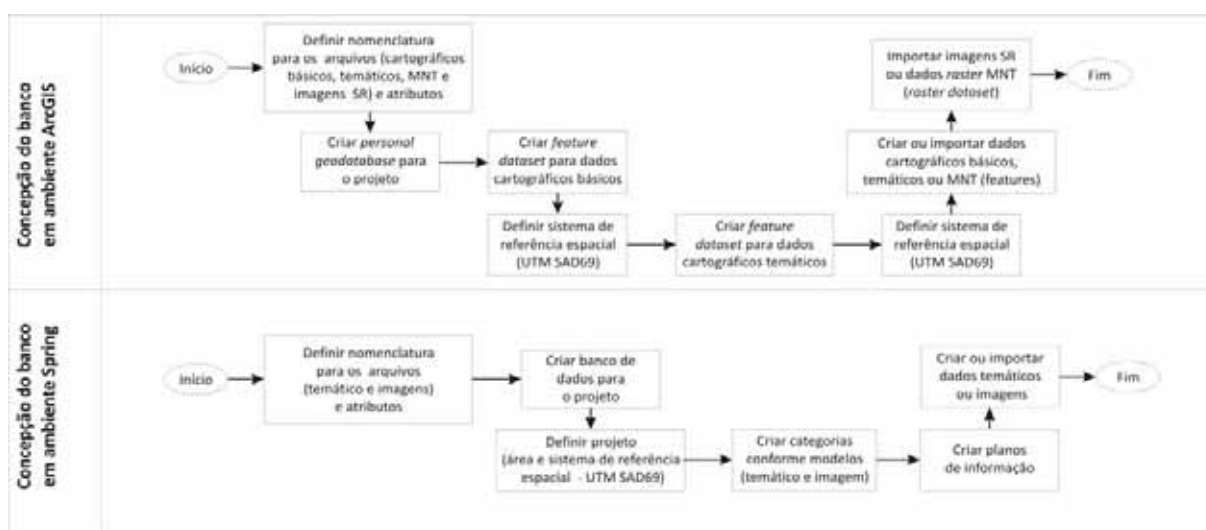 Concepção do banco
em ambiente ArcGIS
Início
Definir nomenclatura
para os arquivos (cartográficos
básicos, temáticos, MNT e
imagens SR) e atributos
Criar personal
geodatabase para
o projeto
Criar feature
dataset para dados
cartográficos básicos
Definir sistema de
referência espacial
(UTM SAD69)
Criar feature
dataset para dados
cartográficos temáticos
Definir sistema de
referência espacial
(UTM SAD69)
Criar ou importar dados
cartográficos básicos,
temáticos ou MNT (features)
Importar imagens SR
ou dados raster MNT
(raster dataset)
Fim
Concepção do banco
em ambiente Spring
Início
Definir nomenclatura
para os arquivos
(temático e imagens)
e atributos
Criar banco de
dados para
o projeto
Definir projeto
(área e sistema de referência
espacial - UTM SAD69)
Criar categorias
conforme modelos
(temático e imagem)
Criar planos
de informação
Criar ou importar
dados temáticos
ou imagens
Fim